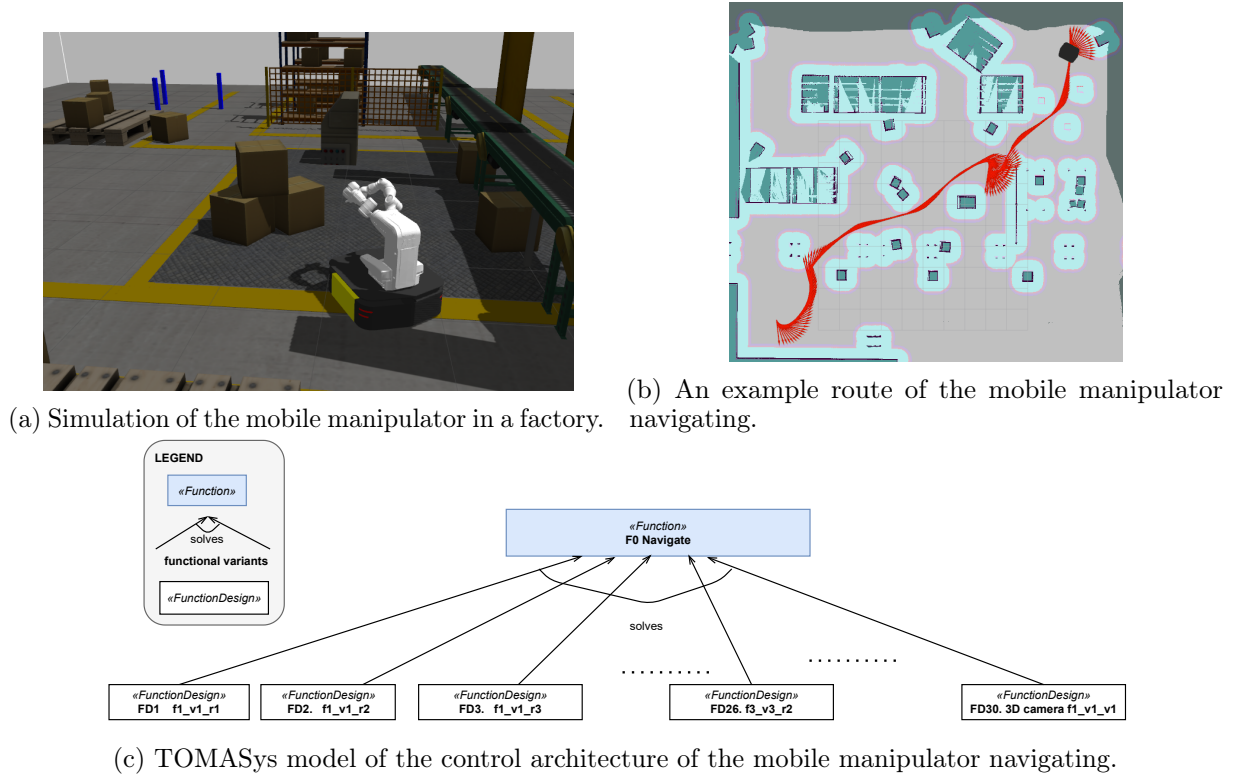 (a) Simulation of the mobile manipulator in a factory.
(b) An example route of the mobile manipulator
navigating.
LEGEND
«Function»
solves
functional variants
«FunctionDesign»
«Function»
F0 Navigate
solves
. . . . . . . . . .
. . . . . . . . . .
«FunctionDesign»
FD1 f1_v1_r1
«FunctionDesign»
FD2. f1_v1_r2
«FunctionDesign»
FD3. f1_v1_r3
«FunctionDesign»
FD26. f3_v3_r2
«FunctionDesign»
FD30. 3D camera f1_v1_v1
(c) TOMASys model of the control architecture of the mobile manipulator navigating.